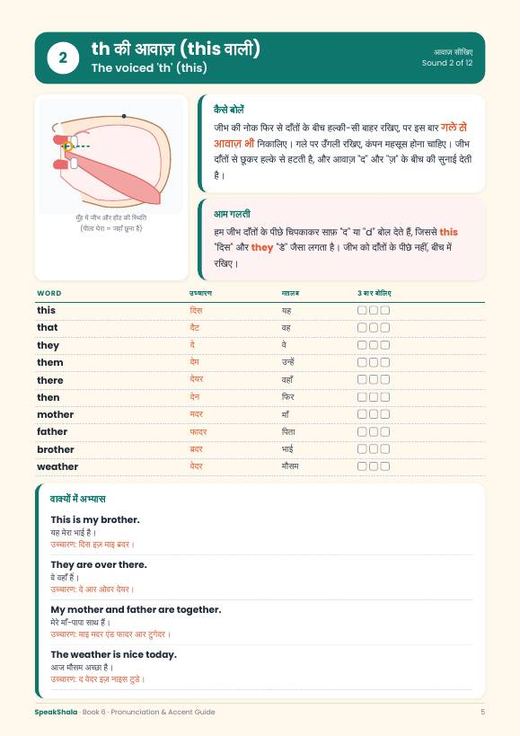 2
th की आवाज़ (this वाली)
The voiced 'th' (this)
आवाज़ सीखिए
Sound 2 of 12
मुँह में जीभ और होंठ की स्थिति
(पीला घेरा = जहाँ छूना है)
कैसे बोलें
जीभ की नोक फिर से दाँतों के बीच हल्की-सी बाहर रखिए, पर इस बार गले से
आवाज़ भी निकालिए। गले पर उँगली रखिए, कंपन महसूस होना चाहिए। जीभ
दाँतों से छूकर हल्के से हटती है, और आवाज़ "द" और "ज़" के बीच की सुनाई देती
है।
आम गलती
हम जीभ दाँतों के पीछे चिपकाकर साफ़ "द" या "d" बोल देते हैं, जिससे this
"दिस" और they "डे" जैसा लगता है। जीभ को दाँतों के पीछे नहीं, बीच में
रखिए।
WORD उच्चारण मतलब 3 बार बोलिए
this दिस यह
that दैट वह
they दे वे
them देम उन्हें
there देयर वहाँ
then देन फिर
mother मदर माँ
father फादर पिता
brother ब्रदर भाई
weather वेदर मौसम
वाक्यों में अभ्यास
This is my brother.
यह मेरा भाई है।
उच्चारण: दिस इज़ माइ ब्रदर।
They are over there.
वे वहाँ हैं।
उच्चारण: दे आर ओवर देयर।
My mother and father are together.
मेरे माँ-पापा साथ हैं।
उच्चारण: माइ मदर एंड फादर आर टुगेदर।
The weather is nice today.
आज मौसम अच्छा है।
उच्चारण: द वेदर इज़ नाइस टुडे।
SpeakShala · Book 6 · Pronunciation & Accent Guide
5